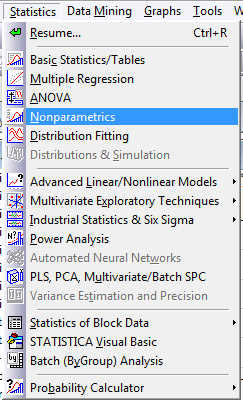 Statistics Data Mining Graphs Tools
Resume... Ctrl+R
Basic Statistics/Tables
Multiple Regression
ANOVA
Nonparametrics
Distribution Fitting
Distributions & Simulation
Advanced Linear/Nonlinear Models
Multivariate Exploratory Techniques
Industrial Statistics & Six Sigma
Power Analysis
Automated Neural Networks
PLS, PCA, Multivariate/Batch SPC
Variance Estimation and Precision
Statistics of Block Data
STATISTICA Visual Basic
Batch (ByGroup) Analysis
Probability Calculator